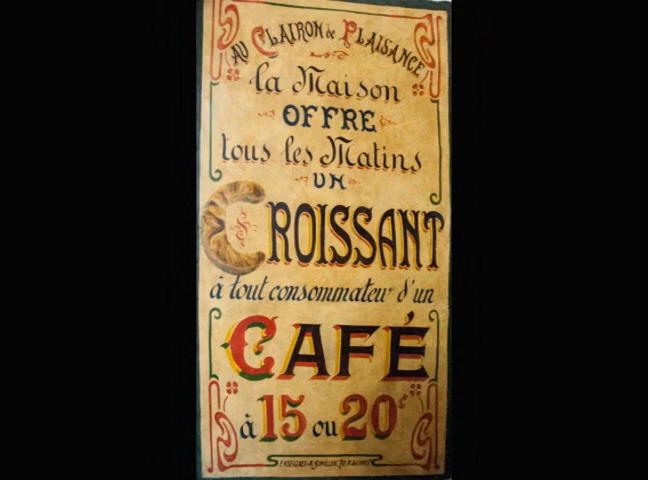 AU CLAIRON de PLAISANCE
la Maison
OFFRE
tous les Matins
UN
CROISSANT
à tout consommateur d'un
CAFÉ
à 15 ou 20c